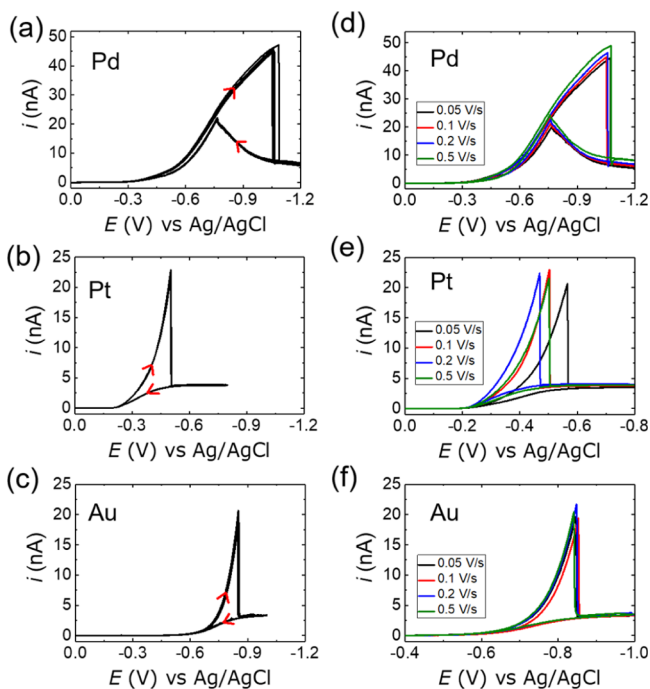 (a)
Pd
50
40
30
20
10
0
i (nA)
0.0 -0.3 -0.6 -0.9 -1.2
E (V) vs Ag/AgCl
(d)
Pd
50
40
30
20
10
0
i (nA)
0.05 V/s
0.1 V/s
0.2 V/s
0.5 V/s
0.0 -0.3 -0.6 -0.9 -1.2
E (V) vs Ag/AgCl
(b)
Pt
25
20
15
10
5
0
i (nA)
0.0 -0.3 -0.6 -0.9 -1.2
E (V) vs Ag/AgCl
(e)
Pt
25
20
15
10
5
0
i (nA)
0.05 V/s
0.1 V/s
0.2 V/s
0.5 V/s
0.0 -0.2 -0.4 -0.6 -0.8
E (V) vs Ag/AgCl
(c)
Au
25
20
15
10
5
0
i (nA)
0.0 -0.3 -0.6 -0.9 -1.2
E (V) vs Ag/AgCl
(f)
Au
25
20
15
10
5
0
i (nA)
0.05 V/s
0.1 V/s
0.2 V/s
0.5 V/s
-0.4 -0.6 -0.8 -1.0
E (V) vs Ag/AgCl